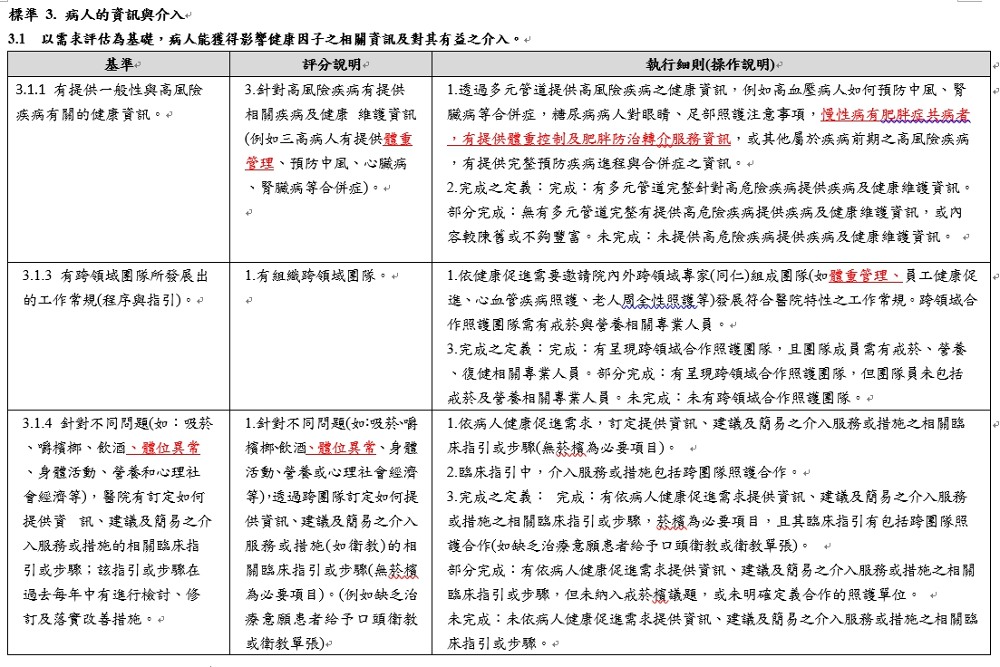 標準 3. 病人的資訊與介入
3.1 以需求評估為基礎，病人能獲得影響健康因子之相關資訊及對其有益之介入。
基準
評分說明
執行細則(操作說明)
3.1.1 有提供一般性與高風險
疾病有關的健康資訊。
3.針對高風險疾病有提供
相關疾病及健康 維護資訊
(例如三高病人有提供體重
管理、預防中風、心臟病
、腎臟病等合併症)。
1.透過多元管道提供高風險疾病之健康資訊，例如高血壓病人如何預防中風、腎
臟病等合併症，糖尿病病人對眼睛、足部照護注意事項，慢性病有肥胖症共病者
，有提供體重控制及肥胖防治轉介服務資訊，或其他屬於疾病前期之高風險疾病
，有提供完整預防疾病進程與合併症之資訊。
2.完成之定義：完成：有多元管道完整針對高危險疾病提供疾病及健康維護資訊。
部分完成：無有多元管道完整有提供高危險疾病提供疾病及健康維護資訊，或內
容較陳舊或不夠豐富。未完成：未提供高危險疾病提供疾病及健康維護資訊。
3.1.3 有跨領域團隊所發展出
的工作常規(程序與指引)。
1.有組織跨領域團隊。
1.依健康促進需要邀請院內外跨領域專家(同仁)組成團隊(如體重管理、員工健康促
進、心血管疾病照護、老人周全性照護等)發展符合醫院特性之工作常規。跨領域合
作照護團隊需有戒菸與營養相關專業人員。
3.完成之定義：完成：有呈現跨領域合作照護團隊，且團隊成員需有戒菸、營養
、復健相關專業人員。部分完成：有呈現跨領域合作照護團隊，但團隊員未包括
戒菸及營養相關專業人員。未完成：未有跨領域合作照護團隊。
3.1.4 針對不同問題(如：吸菸
、嚼檳榔、飲酒、體位異常
、身體活動、營養和心理社
會經濟等)，醫院有訂定如何
提供資 訊、建議及簡易之介
入服務或措施的相關臨床指
引或步驟；該指引或步驟在
過去每年中有進行檢討、修
訂及落實改善措施。
1.針對不同問題(如:吸菸、嚼
檳榔、飲酒、體位異常、身體
活動、營養或心理社會經濟
等)，透過跨團隊訂定如何提
供資訊、建議及簡易之介入
服務或措施(如衛教)的相
關臨床指引或步驟(無菸檳
為必要項目)。(例如缺乏治
療意願患者給予口頭衛教
或衛教單張)
1.依病人健康促進需求，訂定提供資訊、建議及簡易之介入服務或措施之相關臨
床指引或步驟(無菸檳為必要項目)。
2.臨床指引中，介入服務或措施包括跨團隊照護合作。
3.完成之定義： 完成：有依病人健康促進需求提供資訊、建議及簡易之介入服務
或措施之相關臨床指引或步驟，菸檳為必要項目，且其臨床指引有包括跨團隊照
護合作(如缺乏治療意願患者給予口頭衛教或衛教單張)。
部分完成：有依病人健康促進需求提供資訊、建議及簡易之介入服務或措施之相關
臨床指引或步驟，但未納入戒菸檳議題，或未明確定義合作的照護單位。
未完成：未依病人健康促進需求提供資訊、建議及簡易之介入服務或措施之相關臨
床指引或步驟。